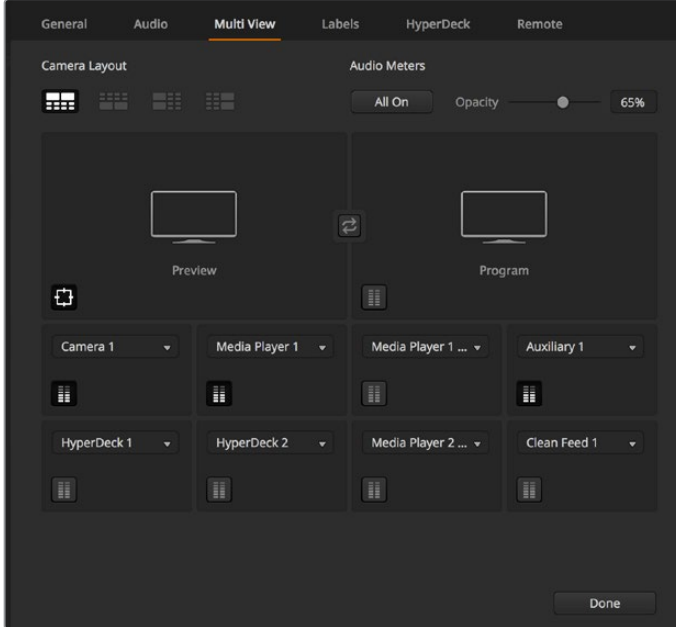 General Audio Multi View Labels HyperDeck Remote
Camera Layout Audio Meters
All On Opacity 65%
Preview Program
Camera 1 Media Player 1 Media Player 1 ... Auxiliary 1
HyperDeck 1 HyperDeck 2 Media Player 2 ... Clean Feed 1
Done